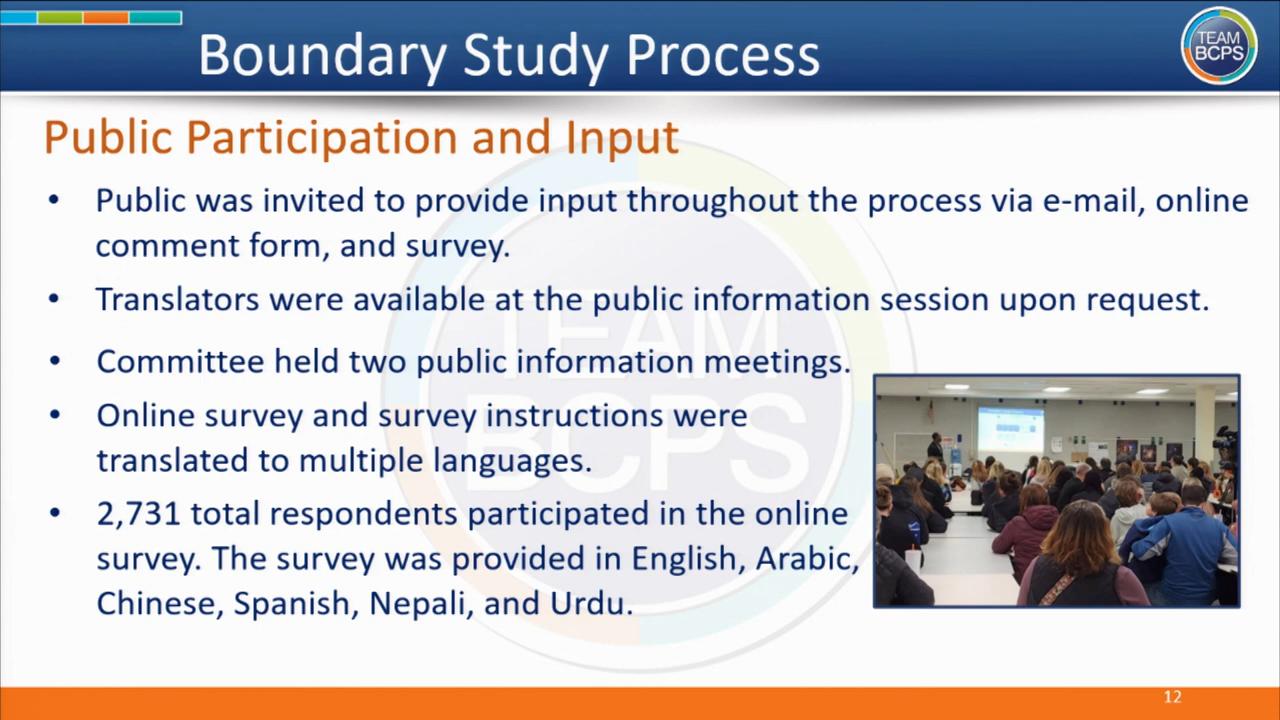 Boundary Study Process
TEAM
BCPS
Public Participation and Input
• Public was invited to provide input throughout the process via e-mail, online
comment form, and survey.
• Translators were available at the public information session upon request.
• Committee held two public information meetings.
• Online survey and survey instructions were
translated to multiple languages.
• 2,731 total respondents participated in the online
survey. The survey was provided in English, Arabic,
Chinese, Spanish, Nepali, and Urdu.
TEAM
BCPS
12